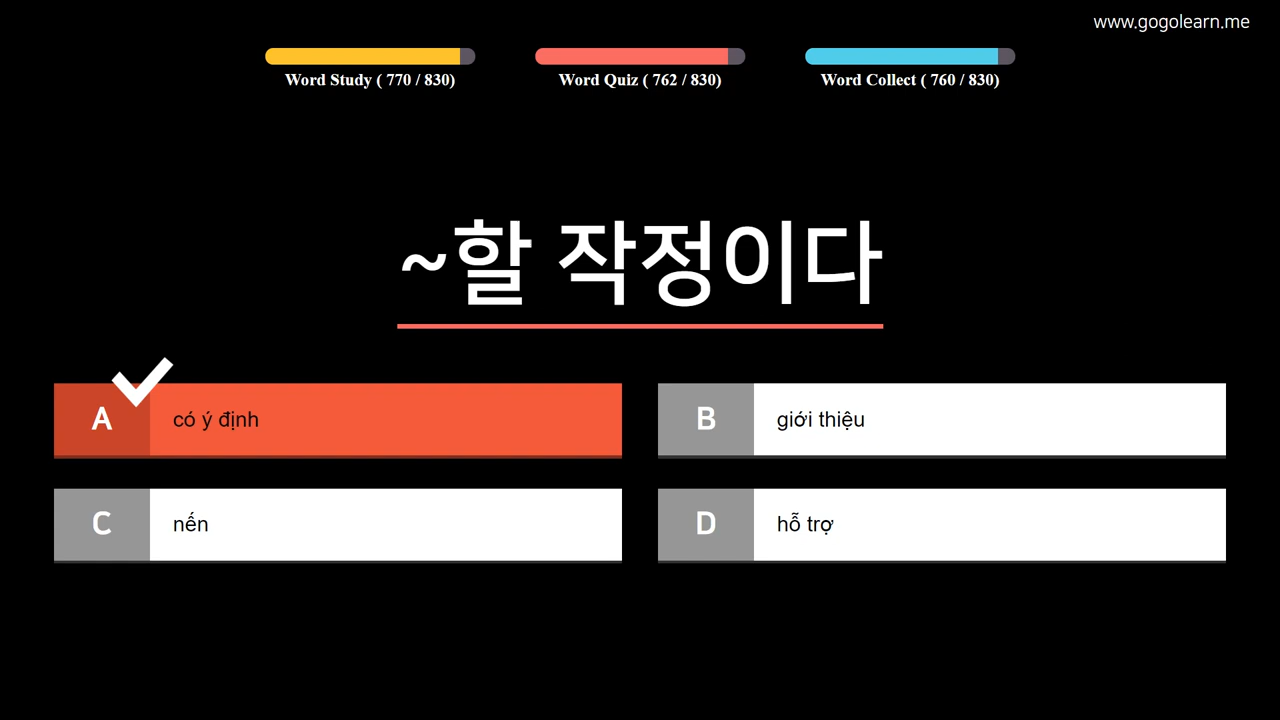 www.gogolearn.me
Word Study ( 770 / 830)
Word Quiz ( 762 / 830)
Word Collect ( 760 / 830)
~할 작정이다
A có ý định
B giới thiệu
C nến
D hỗ trợ